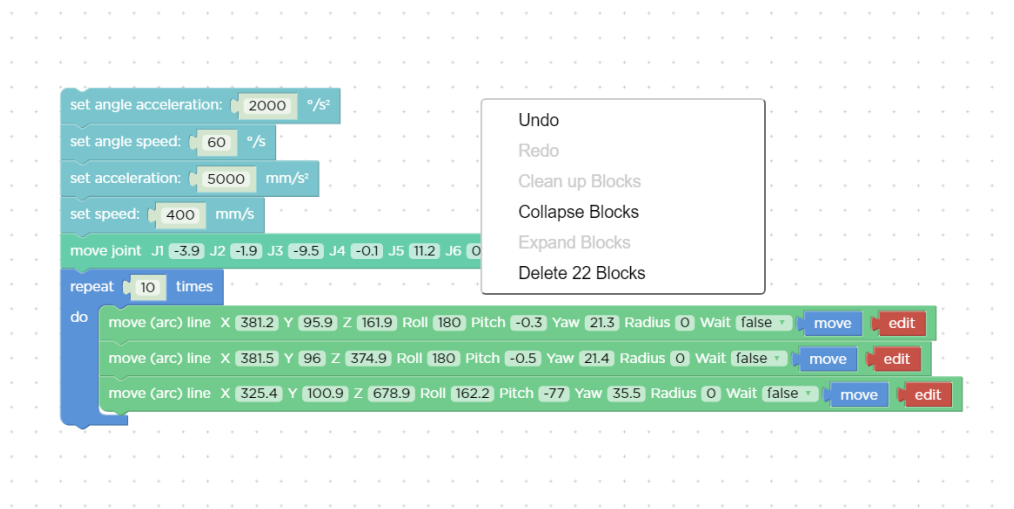 set angle acceleration: 2000 °/s²
set angle speed: 60 °/s
set acceleration: 5000 mm/s²
set speed: 400 mm/s
move joint J1 -3.9 J2 -1.9 J3 -9.5 J4 -0.1 J5 11.2 J6 0
repeat 10 times
do
move (arc) line X 381.2 Y 95.9 Z 161.9 Roll 180 Pitch -0.3 Yaw 21.3 Radius 0 Wait false move edit
move (arc) line X 381.5 Y 96 Z 374.9 Roll 180 Pitch -0.5 Yaw 21.4 Radius 0 Wait false move edit
move (arc) line X 325.4 Y 100.9 Z 678.9 Roll 162.2 Pitch -77 Yaw 35.5 Radius 0 Wait false move edit
Undo
Redo
Clean up Blocks
Collapse Blocks
Expand Blocks
Delete 22 Blocks